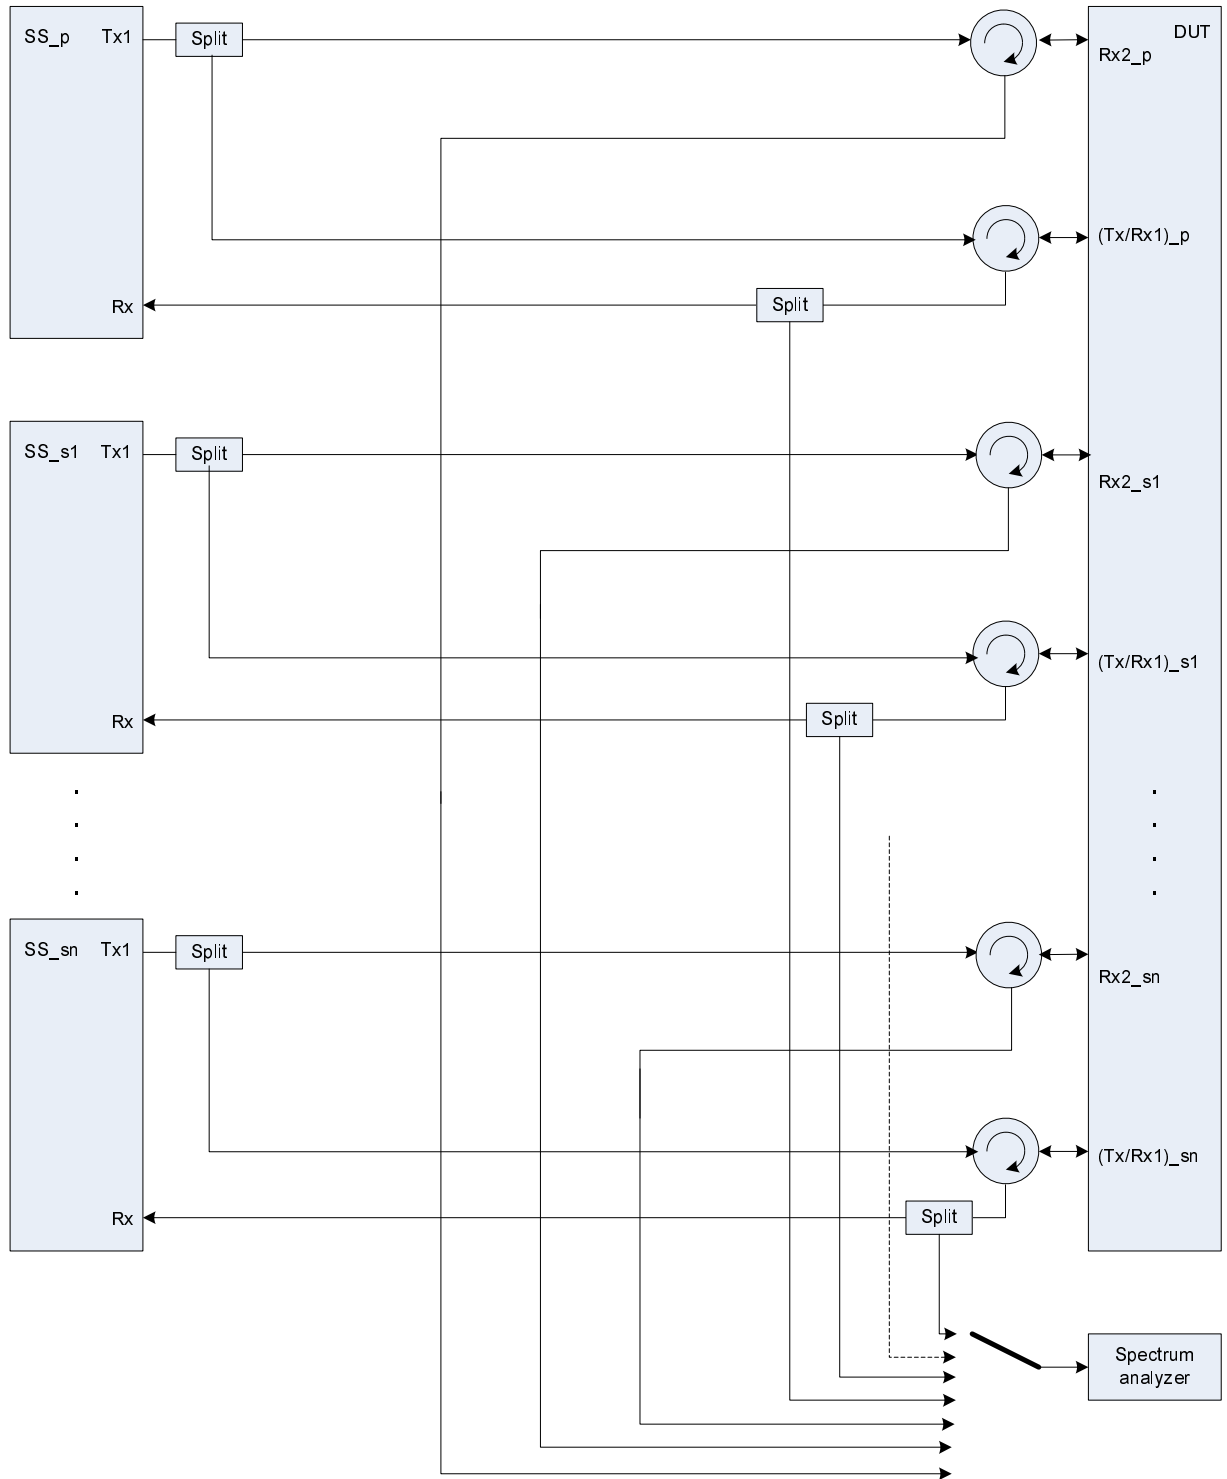 SS_p Tx1
Split
DUT
Rx2_p
(Tx/Rx1)_p
Rx
Split
SS_s1 Tx1
Split
Rx2_s1
(Tx/Rx1)_s1
Rx
Split
.
.
.
.
.
.
.
.
SS_sn Tx1
Split
Rx2_sn
(Tx/Rx1)_sn
Rx
Split
Spectrum
analyzer